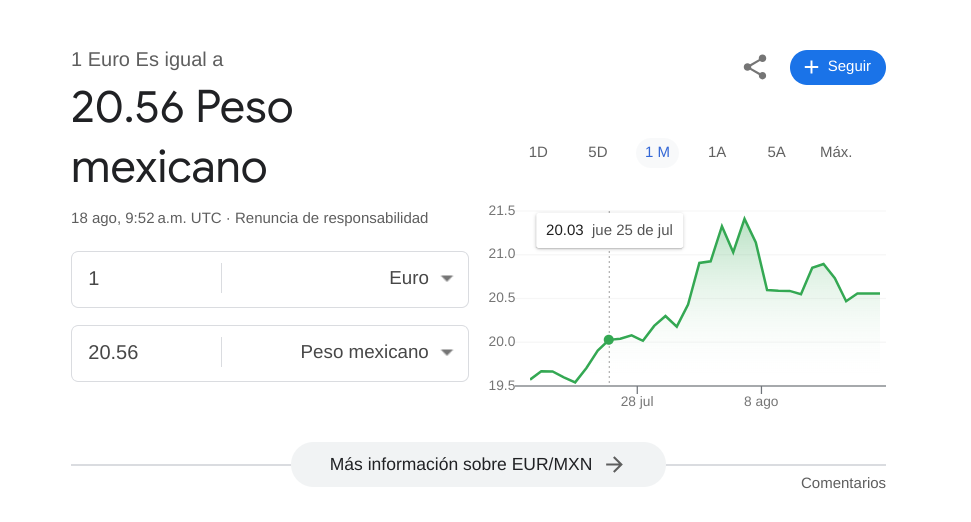 1 Euro Es igual a
20.56 Peso
mexicano
18 ago, 9:52 a.m. UTC · Renuncia de responsabilidad
1 Euro
20.56 Peso mexicano
Seguir
1D 5D 1 M 1A 5A Máx.
21.5
20.03 jue 25 de jul
21.0
20.5
20.0
19.5
28 jul 8 ago
Más información sobre EUR/MXN
Comentarios